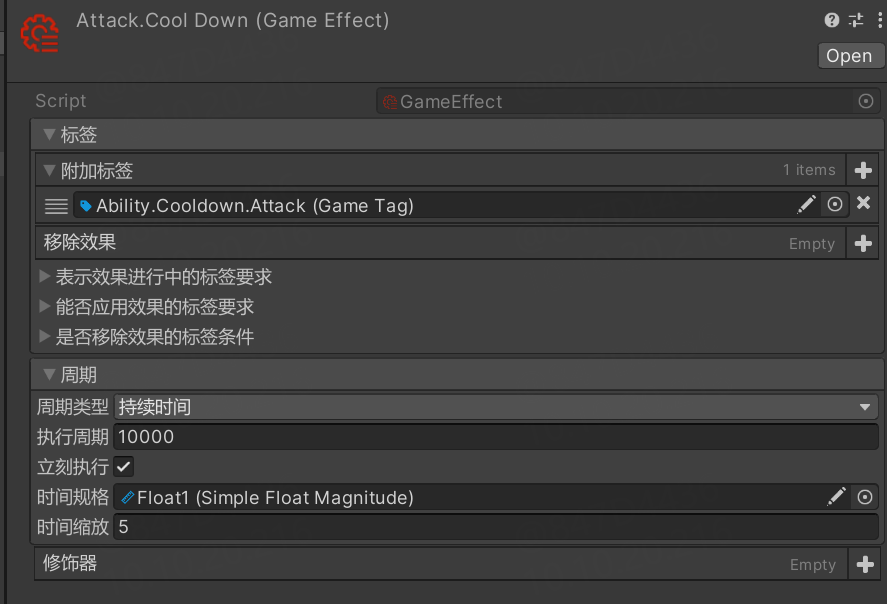 Attack.Cool Down (Game Effect)
Open
Script GameEffect
标签
附加标签 1 items
Ability.Cooldown.Attack (Game Tag)
移除效果 Empty
表示效果进行中的标签要求
能否应用效果的标签要求
是否移除效果的标签条件
周期
周期类型 持续时间
执行周期 10000
立刻执行
时间规格 Float1 (Simple Float Magnitude)
时间缩放 5
修饰器 Empty